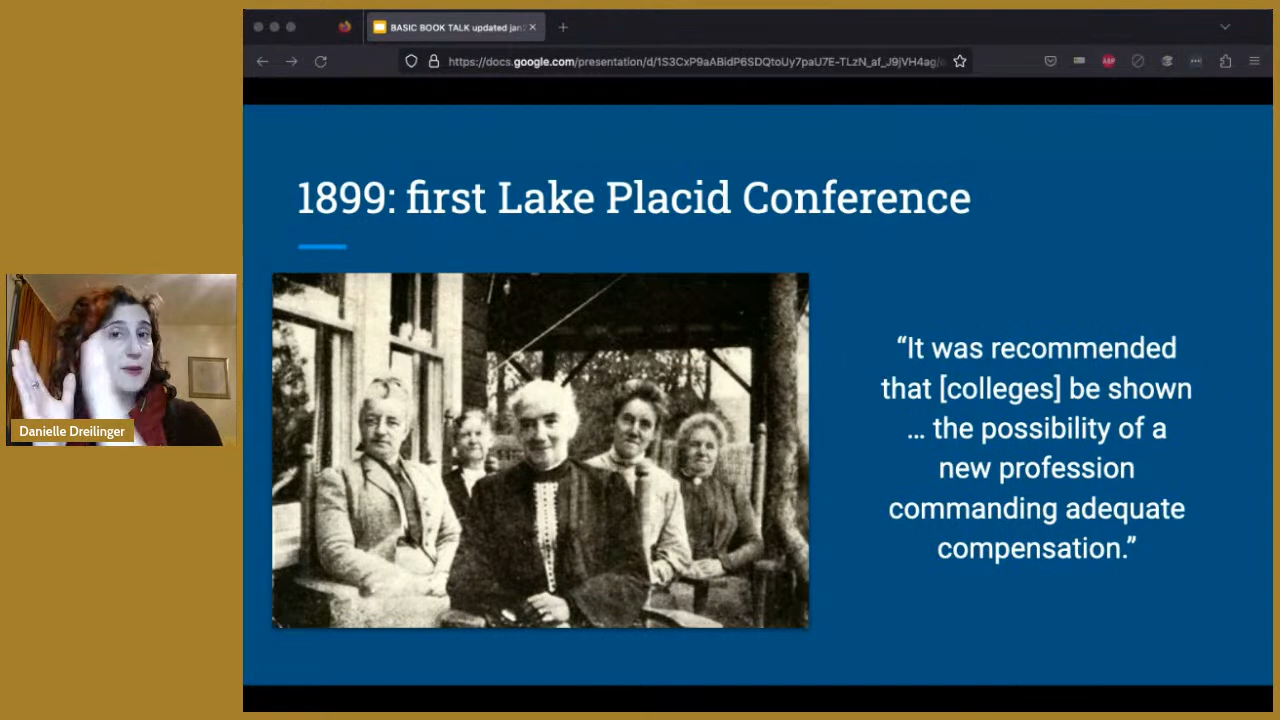 BASIC BOOK TALK updated jan
https://docs.google.com/presentation/d/1S3CxP9aABidP6SDQtoUy7paU7E-TLzN_af_J9jVH4ag/
ABP
1899: first Lake Placid Conference
“It was recommended
that [colleges] be shown
... the possibility of a
new profession
commanding adequate
compensation.”
Danielle Dreilinger